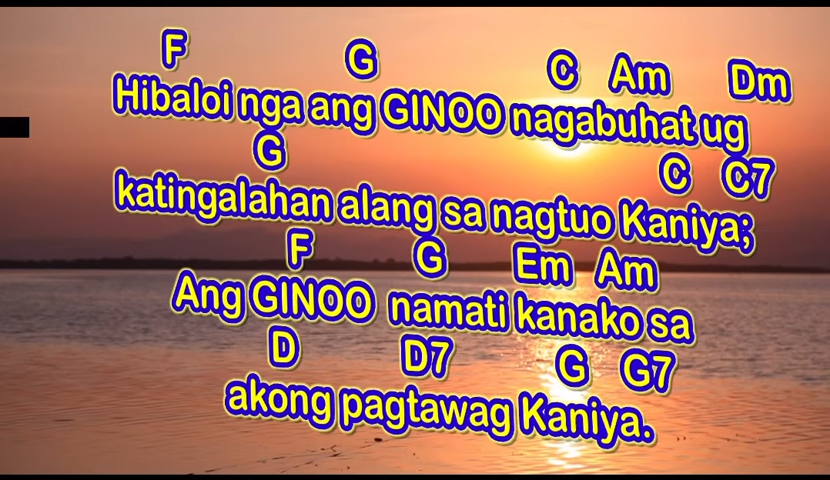 F G C Am Dm
Hibaloi nga ang GINOO nagabuhat ug
G C C7
katingalahan alang sa nagtuo Kaniya;
F G Em Am
Ang GINOO namati kanako sa
D D7 G G7
akong pagtawag Kaniya.